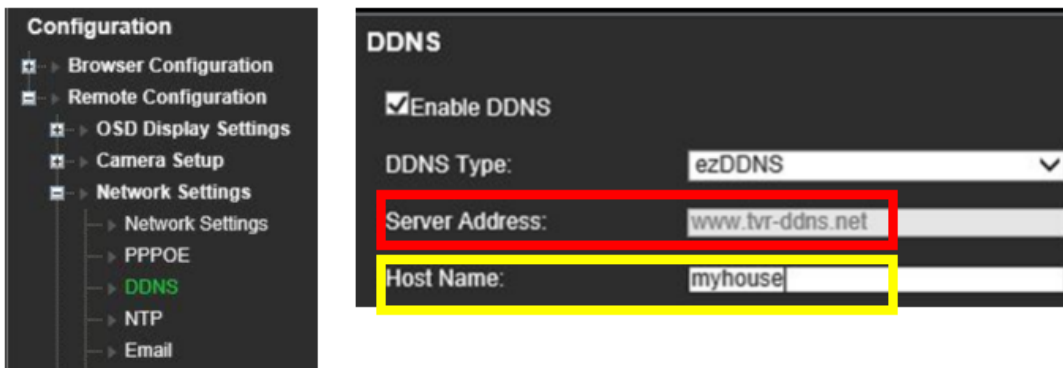 Configuration
Browser Configuration
Remote Configuration
OSD Display Settings
Camera Setup
Network Settings
Network Settings
PPPOE
DDNS
NTP
Email
DDNS
Enable DDNS
DDNS Type: ezDDNS
Server Address: www.tvr-ddns.net
Host Name: myhouse